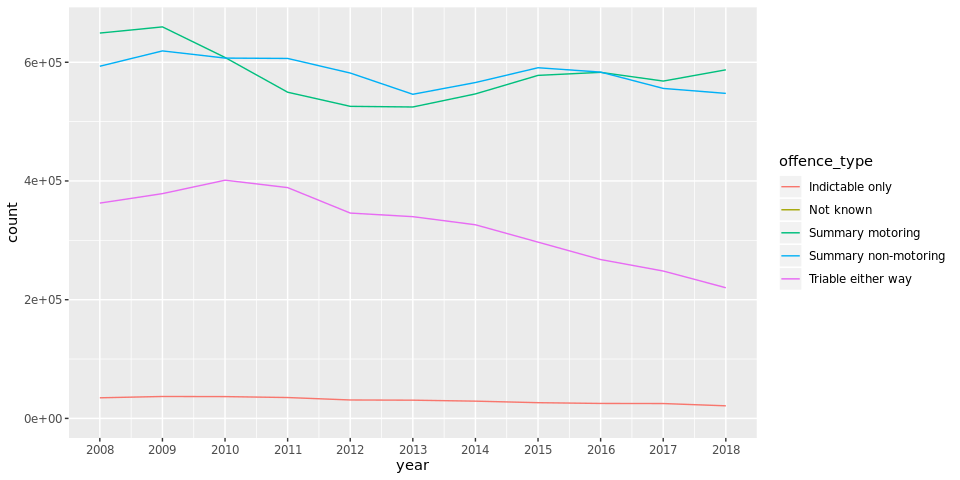 6e+05
4e+05
2e+05
0e+00
count
2008 2009 2010 2011 2012 2013 2014 2015 2016 2017 2018
year
offence_type
Indictable only
Not known
Summary motoring
Summary non-motoring
Triable either way